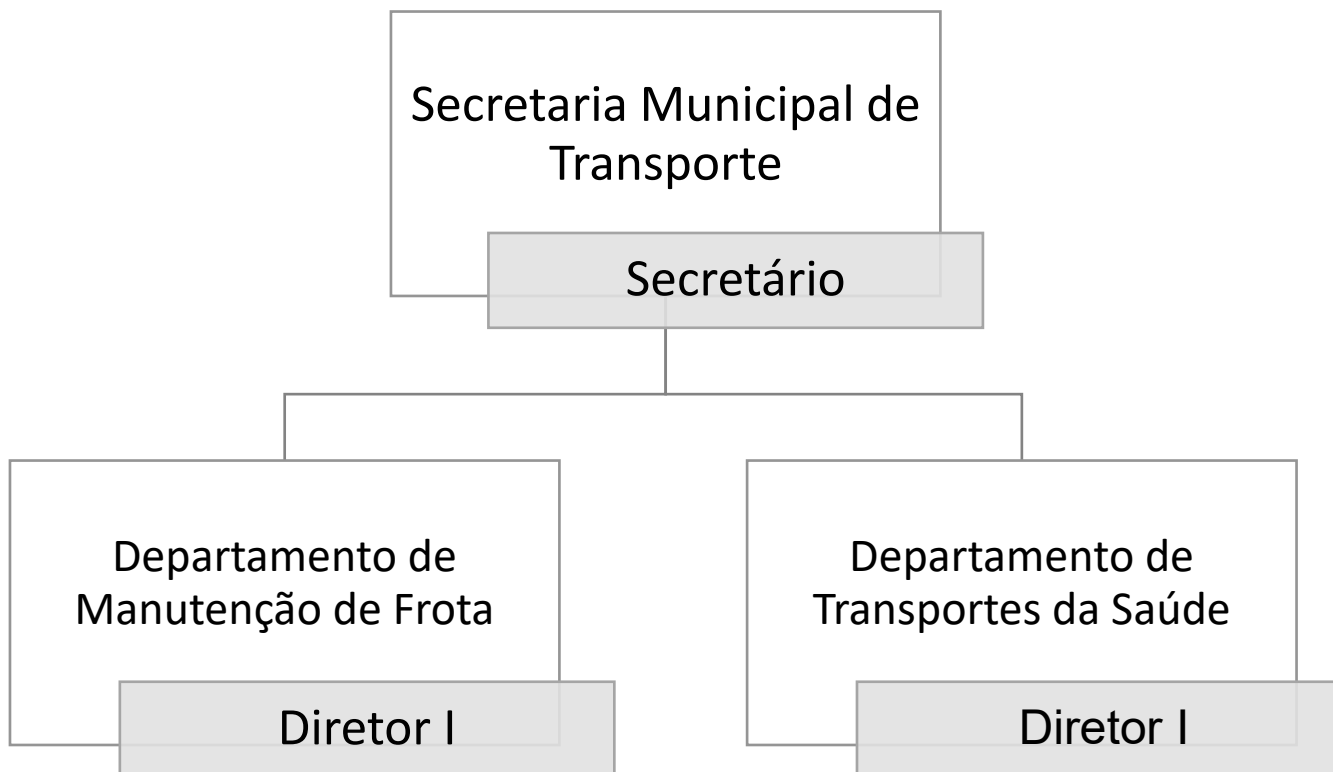 Secretaria Municipal de
Transporte
Secretário
Departamento de
Manutenção de Frota
Diretor I
Departamento de
Transportes da Saúde
Diretor I